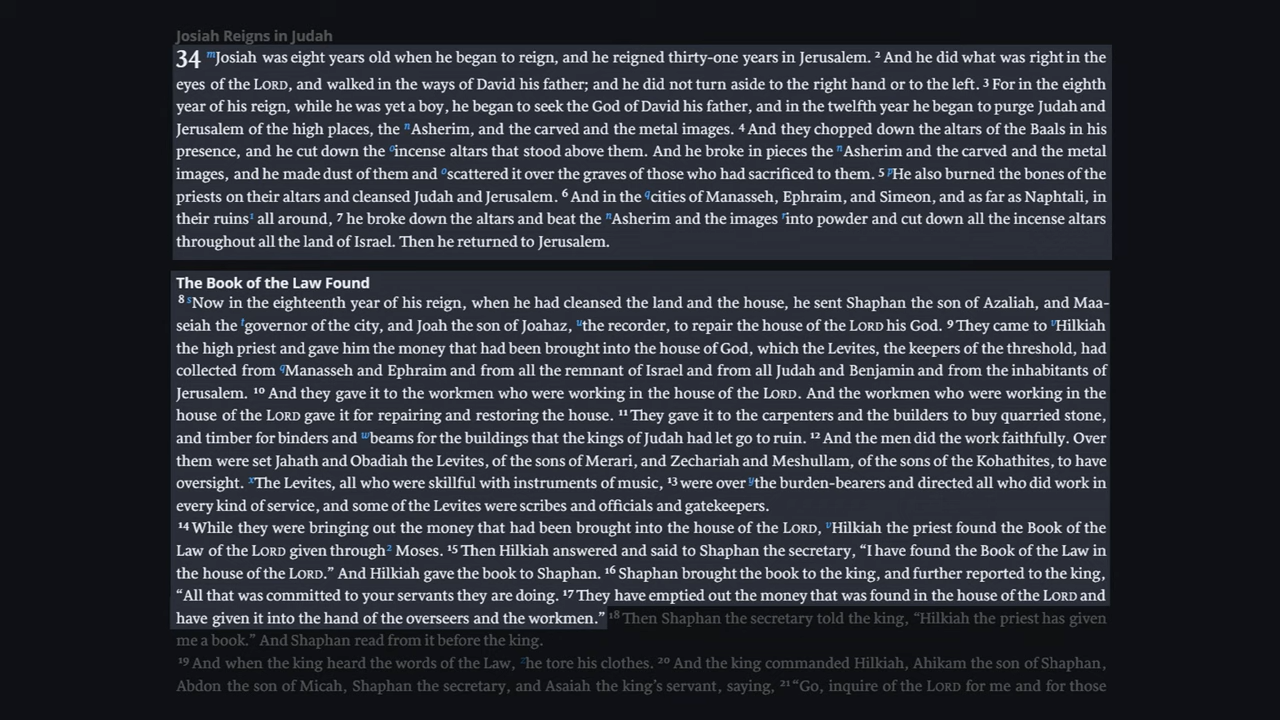 Josiah Reigns in Judah
34 mJosiah was eight years old when he began to reign, and he reigned thirty-one years in Jerusalem. 2 And he did what was right in the
eyes of the LORD, and walked in the ways of David his father; and he did not turn aside to the right hand or to the left. 3 For in the eighth
year of his reign, while he was yet a boy, he began to seek the God of David his father, and in the twelfth year he began to purge Judah and
Jerusalem of the high places, the nAsherim, and the carved and the metal images. 4 And they chopped down the altars of the Baals in his
presence, and he cut down the oincense altars that stood above them. And he broke in pieces the nAsherim and the carved and the metal
images, and he made dust of them and oscattered it over the graves of those who had sacrificed to them. 5 pHe also burned the bones of the
priests on their altars and cleansed Judah and Jerusalem. 6 And in the qcities of Manasseh, Ephraim, and Simeon, and as far as Naphtali, in
their ruins1 all around, 7 he broke down the altars and beat the nAsherim and the images rinto powder and cut down all the incense altars
throughout all the land of Israel. Then he returned to Jerusalem.
The Book of the Law Found
8 sNow in the eighteenth year of his reign, when he had cleansed the land and the house, he sent Shaphan the son of Azaliah, and Maa-
seiah the tgovernor of the city, and Joah the son of Joahaz, uthe recorder, to repair the house of the LORD his God. 9 They came to vHilkiah
the high priest and gave him the money that had been brought into the house of God, which the Levites, the keepers of the threshold, had
collected from qManasseh and Ephraim and from all the remnant of Israel and from all Judah and Benjamin and from the inhabitants of
Jerusalem. 10 And they gave it to the workmen who were working in the house of the LORD. And the workmen who were working in the
house of the LORD gave it for repairing and restoring the house. 11 They gave it to the carpenters and the builders to buy quarried stone,
and timber for binders and wbeams for the buildings that the kings of Judah had let go to ruin. 12 And the men did the work faithfully. Over
them were set Jahath and Obadiah the Levites, of the sons of Merari, and Zechariah and Meshullam, of the sons of the Kohathites, to have
oversight. xThe Levites, all who were skillful with instruments of music, 13 were over ythe burden-bearers and directed all who did work in
every kind of service, and some of the Levites were scribes and officials and gatekeepers.
14 While they were bringing out the money that had been brought into the house of the LORD, vHilkiah the priest found the Book of the
Law of the LORD given through2 Moses. 15 Then Hilkiah answered and said to Shaphan the secretary, “I have found the Book of the Law in
the house of the LORD.” And Hilkiah gave the book to Shaphan. 16 Shaphan brought the book to the king, and further reported to the king,
“All that was committed to your servants they are doing. 17 They have emptied out the money that was found in the house of the LORD and
have given it into the hand of the overseers and the workmen.” 18 Then Shaphan the secretary told the king, “Hilkiah the priest has given
me a book.” And Shaphan read from it before the king.
19 And when the king heard the words of the Law, zhe tore his clothes. 20 And the king commanded Hilkiah, Ahikam the son of Shaphan,
Abdon the son of Micah, Shaphan the secretary, and Asaiah the king’s servant, saying, 21 “Go, inquire of the LORD for me and for those